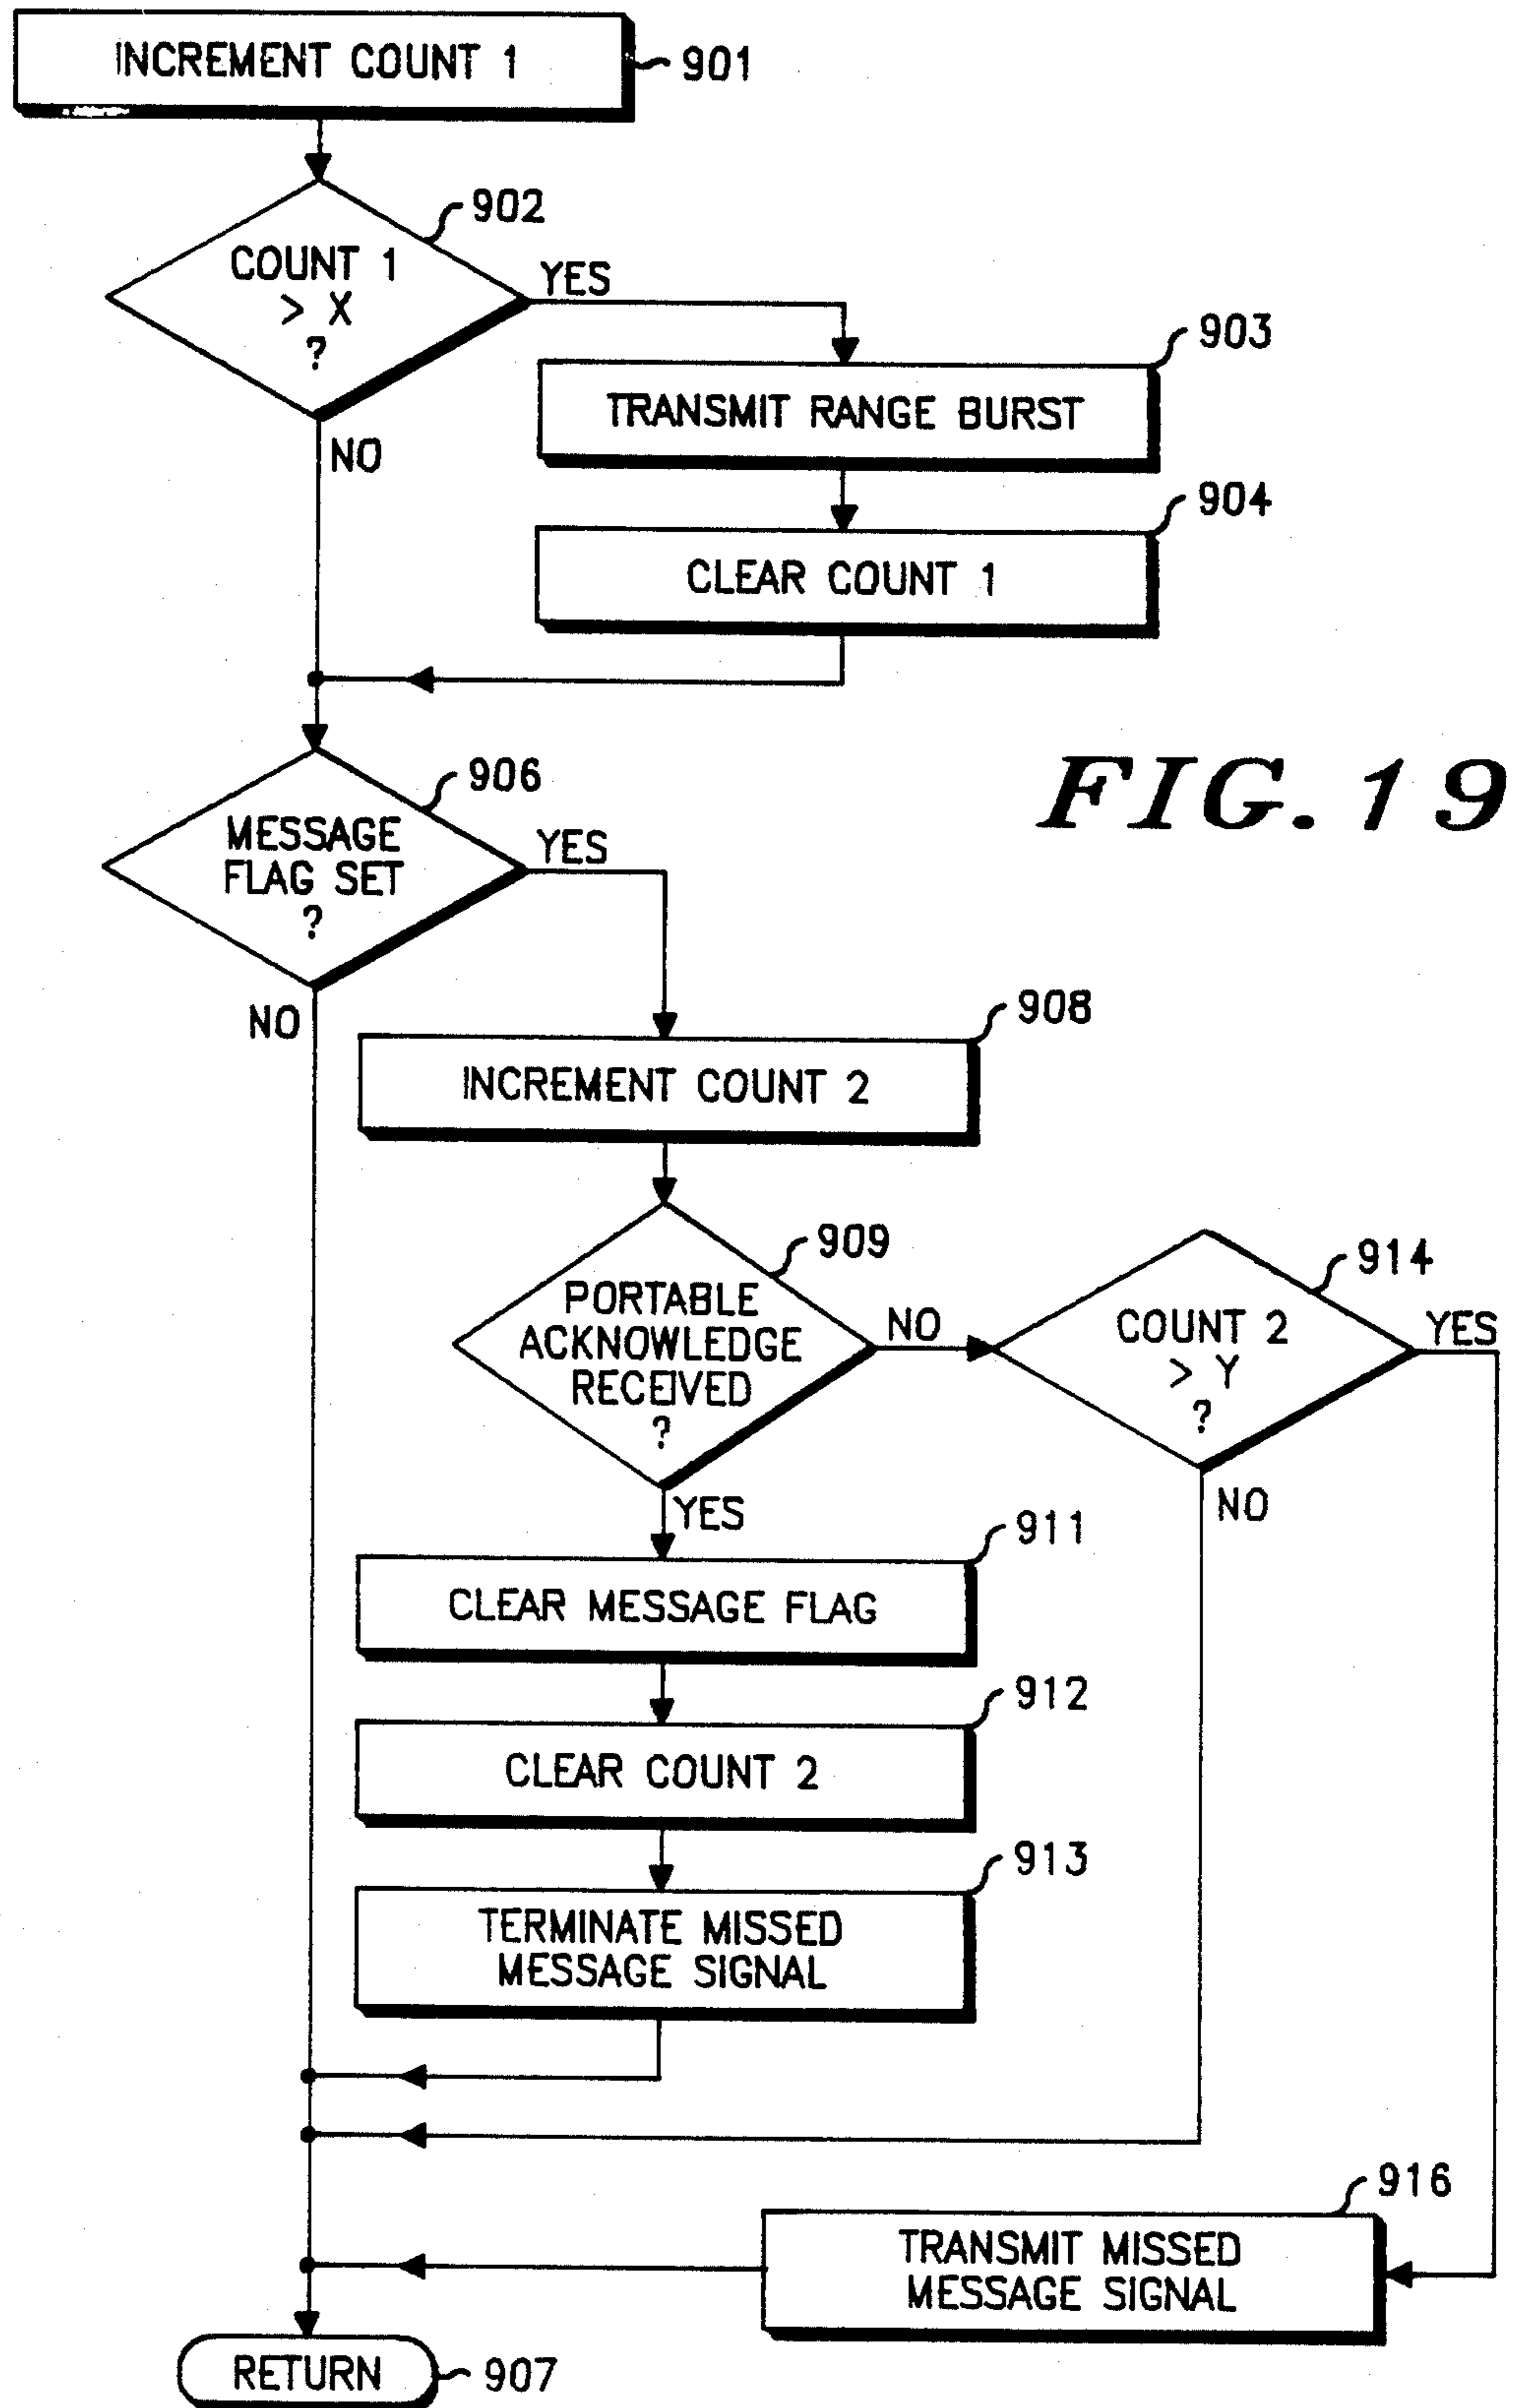 INCREMENT COUNT 1
901
902
COUNT 1
> X
?
YES
NO
903
TRANSMIT RANGE BURST
904
CLEAR COUNT 1
FIG. 19
906
MESSAGE
FLAG SET
?
YES
NO
908
INCREMENT COUNT 2
909
PORTABLE
ACKNOWLEDGE
RECEIVED
?
NO
YES
914
COUNT 2
> Y
?
YES
NO
911
CLEAR MESSAGE FLAG
912
CLEAR COUNT 2
913
TERMINATE MISSED
MESSAGE SIGNAL
916
TRANSMIT MISSED
MESSAGE SIGNAL
RETURN
907